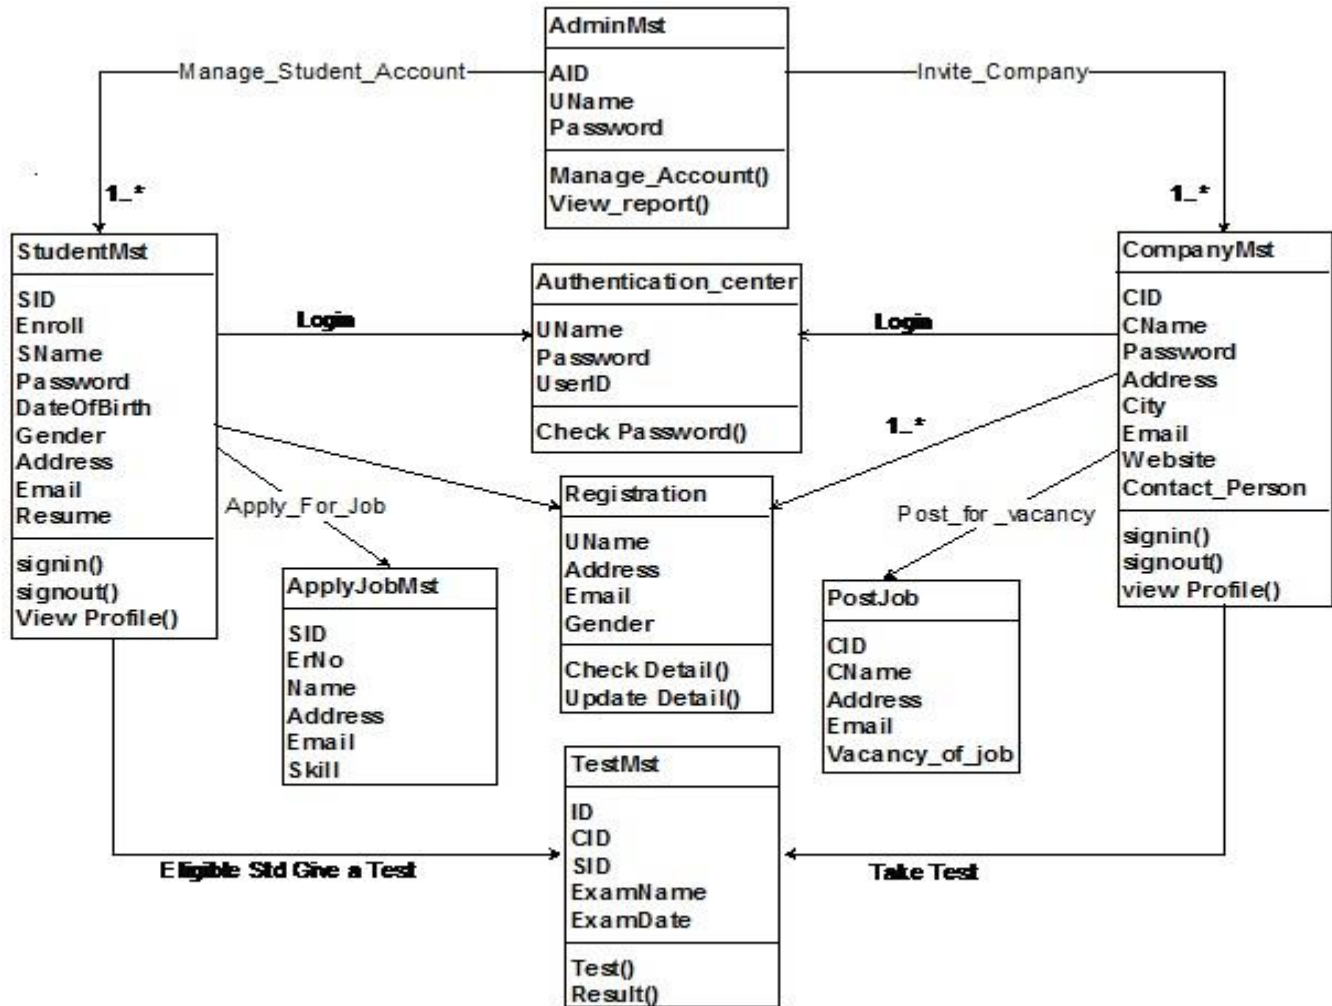 AdminMst
AID
UName
Password
Manage_Account()
View_report()
Manage_Student_Account
Invite_Company
1..*
1..*
StudentMst
SID
Enroll
SName
Password
DateOfBirth
Gender
Address
Email
Resume
signin()
signout()
View Profile()
Login
Authentication_center
UName
Password
UserID
Check Password()
Login
CompanyMst
CID
CName
Password
Address
City
Email
Website
Contact_Person
signin()
signout()
view Profile()
1..*
Apply_For_Job
Registration
UName
Address
Email
Gender
Check Detail()
Update Detail()
Post_for _vacancy
ApplyJobMst
SID
ErNo
Name
Address
Email
Skill
PostJob
CID
CName
Address
Email
Vacancy_of_job
TestMst
ID
CID
SID
ExamName
ExamDate
Test()
Result()
Eligible Std Give a Test
Take Test